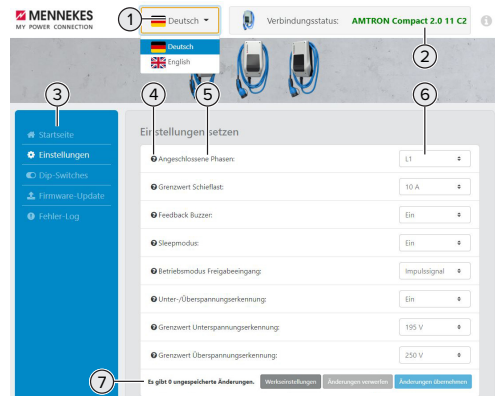 MENNEKES
MY POWER CONNECTION
1
Deutsch
Verbindungsstatus: AMTRON Compact 2.0 11 C2
2
Deutsch
English
3
4
5
6
Startseite
Einstellungen
Dip-Switches
Firmware-Update
Fehler-Log
Einstellungen setzen
Angeschlossene Phasen: L1
Grenzwert Schieflast: 10 A
Feedback Buzzer: Ein
Sleepmodus: Ein
Betriebsmodus Freigabeeingang: Impulssignal
Unter-/Überspannungserkennung: Ein
Grenzwert Unterspannungserkennung: 195 V
Grenzwert Überspannungserkennung: 250 V
7
Es gibt 0 ungespeicherte Änderungen. Werkseinstellungen Änderungen verwerfen Änderungen übernehmen